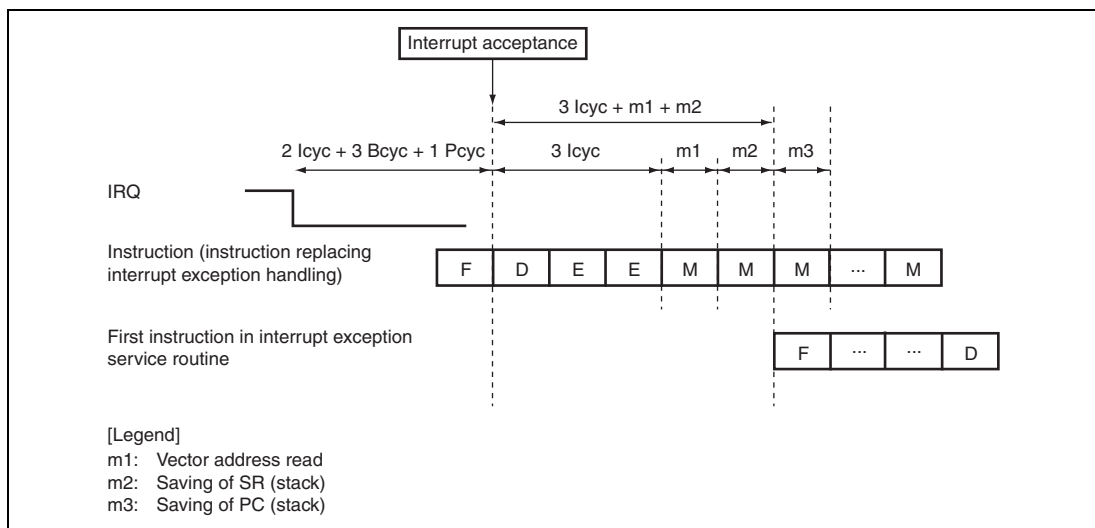 Interrupt acceptance
3 Icyc + m1 + m2
2 Icyc + 3 Bcyc + 1 Pcyc 3 Icyc m1 m2 m3
IRQ
Instruction (instruction replacing
interrupt exception handling)
F D E E M M M ... M
First instruction in interrupt exception
service routine
F ... ... D
[Legend]
m1: Vector address read
m2: Saving of SR (stack)
m3: Saving of PC (stack)